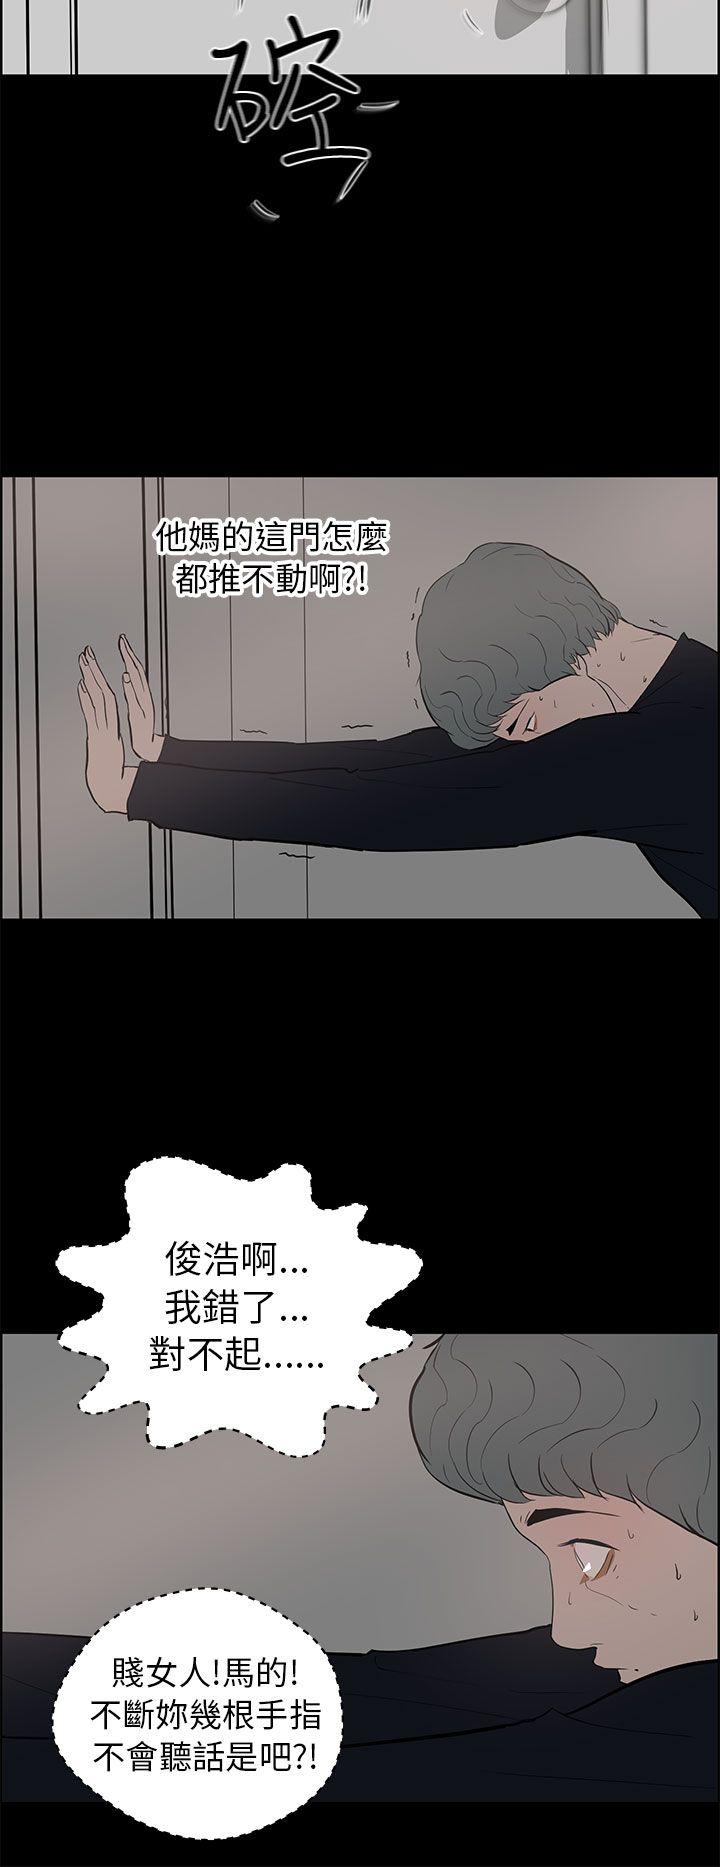 硿
他媽的這門怎麼
都推不動啊?!
俊浩啊...
我錯了...
對不起......
賤女人!馬的!
不斷妳幾根手指
不會聽話是吧?!